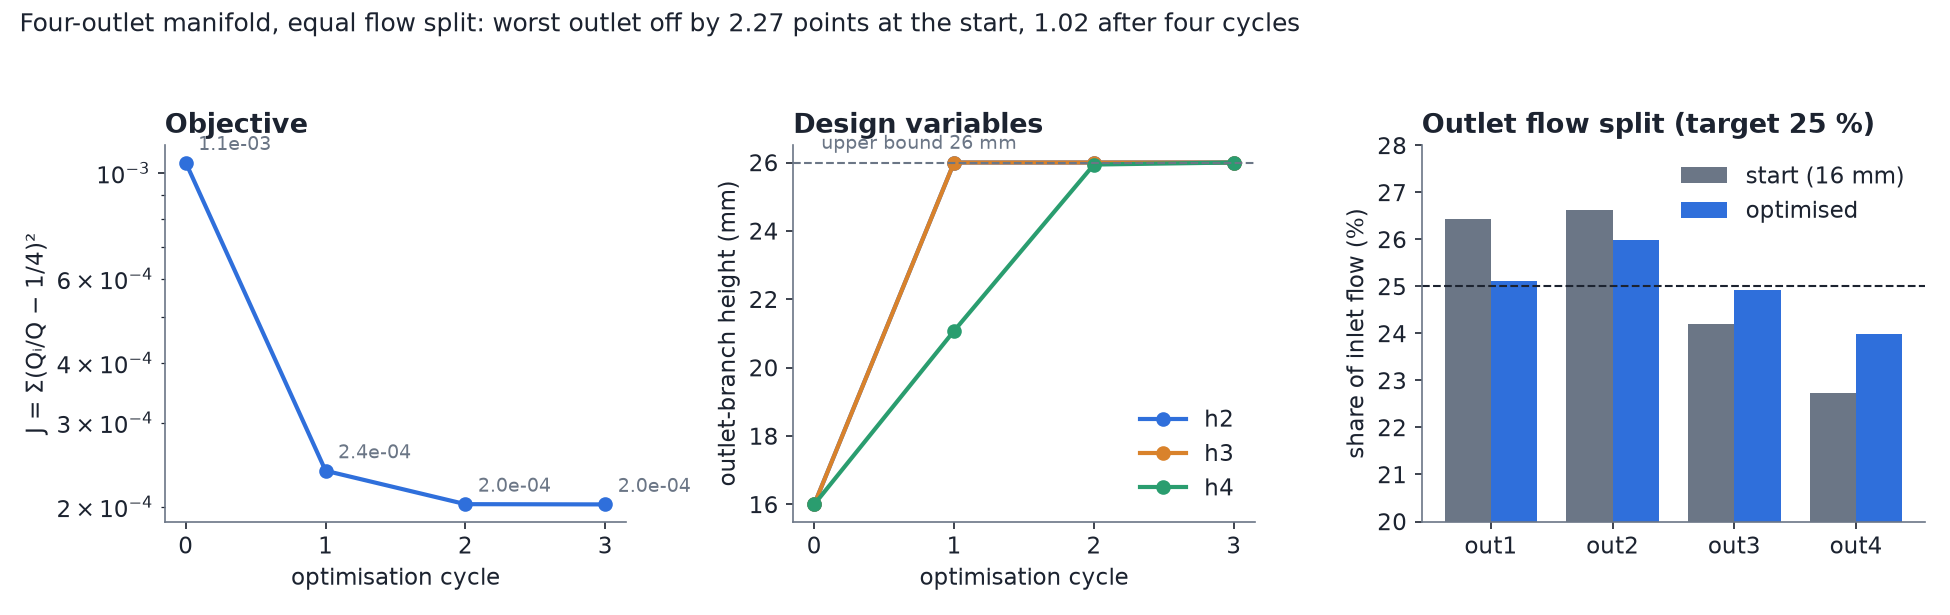 Four-outlet manifold, equal flow split: worst outlet off by 2.27 points at the start, 1.02 after four cycles
Objective
1.1e-03
2.4e-04
2.0e-04
2.0e-04
10⁻³
6 × 10⁻⁴
4 × 10⁻⁴
3 × 10⁻⁴
2 × 10⁻⁴
J = Σ(Qᵢ/Q − 1/4)²
0 1 2 3
optimisation cycle
Design variables
upper bound 26 mm
26
24
22
20
18
16
outlet-branch height (mm)
h2
h3
h4
0 1 2 3
optimisation cycle
Outlet flow split (target 25 %)
start (16 mm)
optimised
28
27
26
25
24
23
22
21
20
share of inlet flow (%)
out1 out2 out3 out4